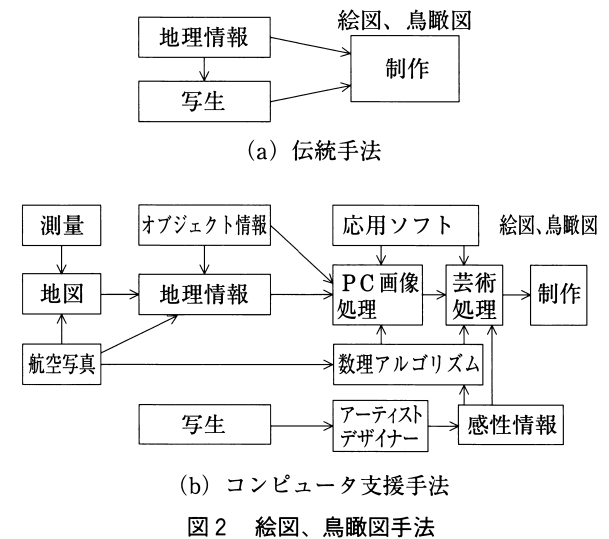 絵図、鳥瞰図
地理情報
制作
写生
(a) 伝統手法
測量
オブジェクト情報
応用ソフト
絵図、鳥瞰図
地図
地理情報
PC画像
処理
芸術
処理
制作
航空写真
数理アルゴリズム
写生
アーティスト
デザイナー
感性情報
(b) コンピュータ支援手法
図2 絵図、鳥瞰図手法